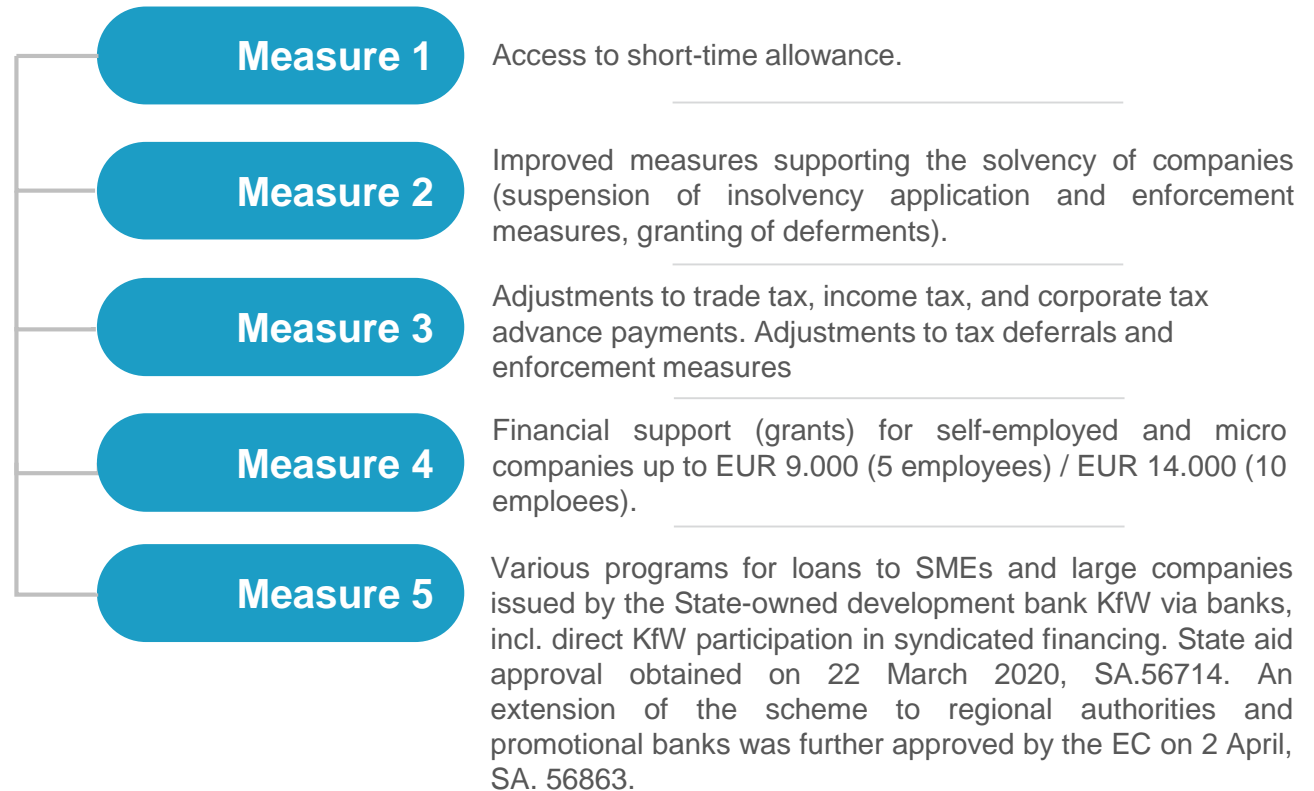 Measure 1
Access to short-time allowance.
Measure 2
Improved measures supporting the solvency of companies
(suspension of insolvency application and enforcement
measures, granting of deferments).
Measure 3
Adjustments to trade tax, income tax, and corporate tax
advance payments. Adjustments to tax deferrals and
enforcement measures
Measure 4
Financial support (grants) for self-employed and micro
companies up to EUR 9.000 (5 employees) / EUR 14.000 (10
emploees).
Measure 5
Various programs for loans to SMEs and large companies
issued by the State-owned development bank KfW via banks,
incl. direct KfW participation in syndicated financing. State aid
approval obtained on 22 March 2020, SA.56714. An
extension of the scheme to regional authorities and
promotional banks was further approved by the EC on 2 April,
SA. 56863.